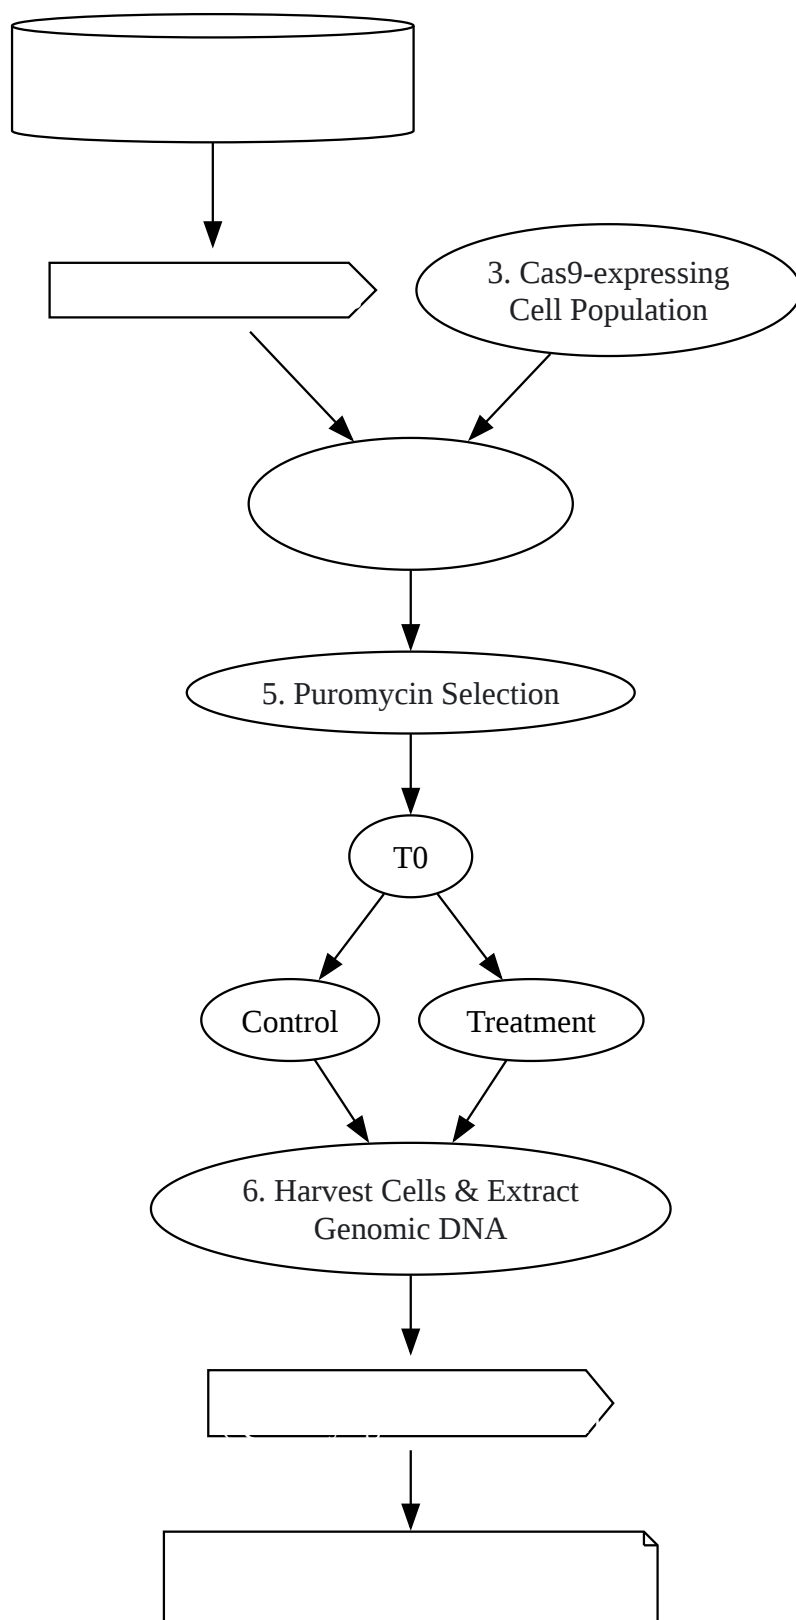 3. Cas9-expressing
Cell Population
5. Puromycin Selection
T0
Control
Treatment
6. Harvest Cells & Extract
Genomic DNA